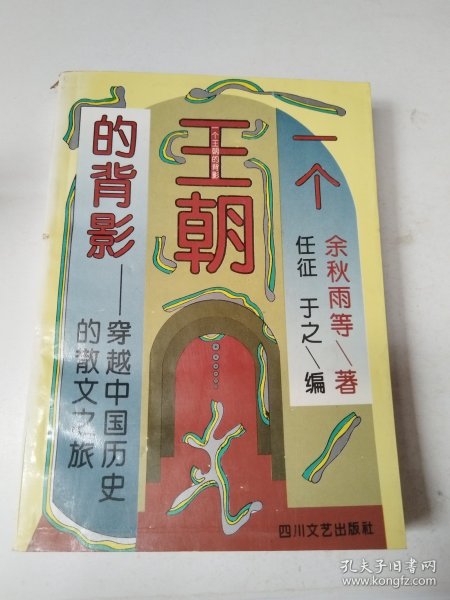 一个
王朝
一个王朝的背影
的背影
——穿越中国历史
的散文之旅
余秋雨等\著
任征 于之\编
四川文艺出版社
孔夫子旧书网
www.kongfz.com